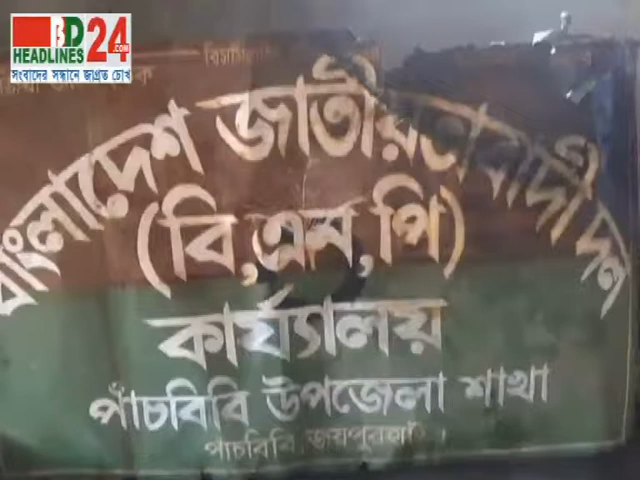 BD
HEADLINES 24.COM
সংবাদের সন্ধানে জাগ্রত চোখ
বাংলাদেশ জাতীয়তাবাদী দল
(বি,এন,পি)
কার্য্যালয়
পাঁচবিবি উপজেলা শাখা
পাঁচবিবি, জয়পুরহাট।